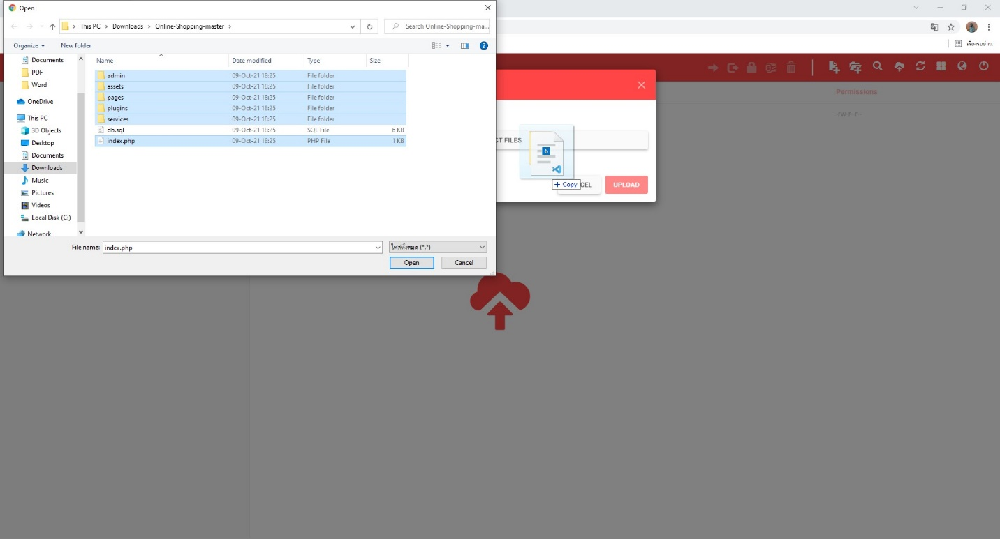 Open
This PC
Downloads
Online-Shopping-master
Search Online-Shopping-ma...
Organize
New folder
Documents
PDF
Word
OneDrive
This PC
3D Objects
Desktop
Documents
Downloads
Music
Pictures
Videos
Local Disk (C:)
Network
Name Date modified Type Size
admin 09-Oct-21 18:25 File folder
assets 09-Oct-21 18:25 File folder
pages 09-Oct-21 18:25 File folder
plugins 09-Oct-21 18:25 File folder
services 09-Oct-21 18:25 File folder
db.sql 09-Oct-21 18:25 SQL File 6 KB
index.php 09-Oct-21 18:25 PHP File 1 KB
File name: index.php
ไฟล์ทั้งหมด (*.*)
Open Cancel
เรื่องรออ่าน
Permissions
-rw-r--r--
CT FILES
6
Copy
CEL
UPLOAD